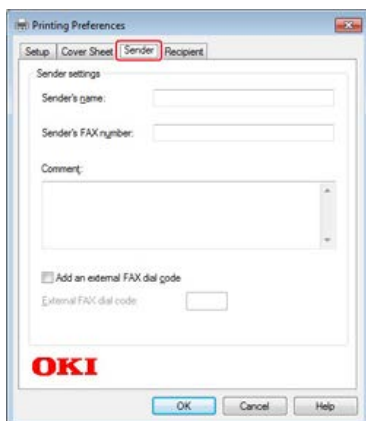 Printing Preferences
Setup Cover Sheet Sender Recipient
Sender settings
Sender's name:
Sender's FAX number:
Comment:
Add an external FAX dial code
External FAX dial code:
OKI
OK Cancel Help